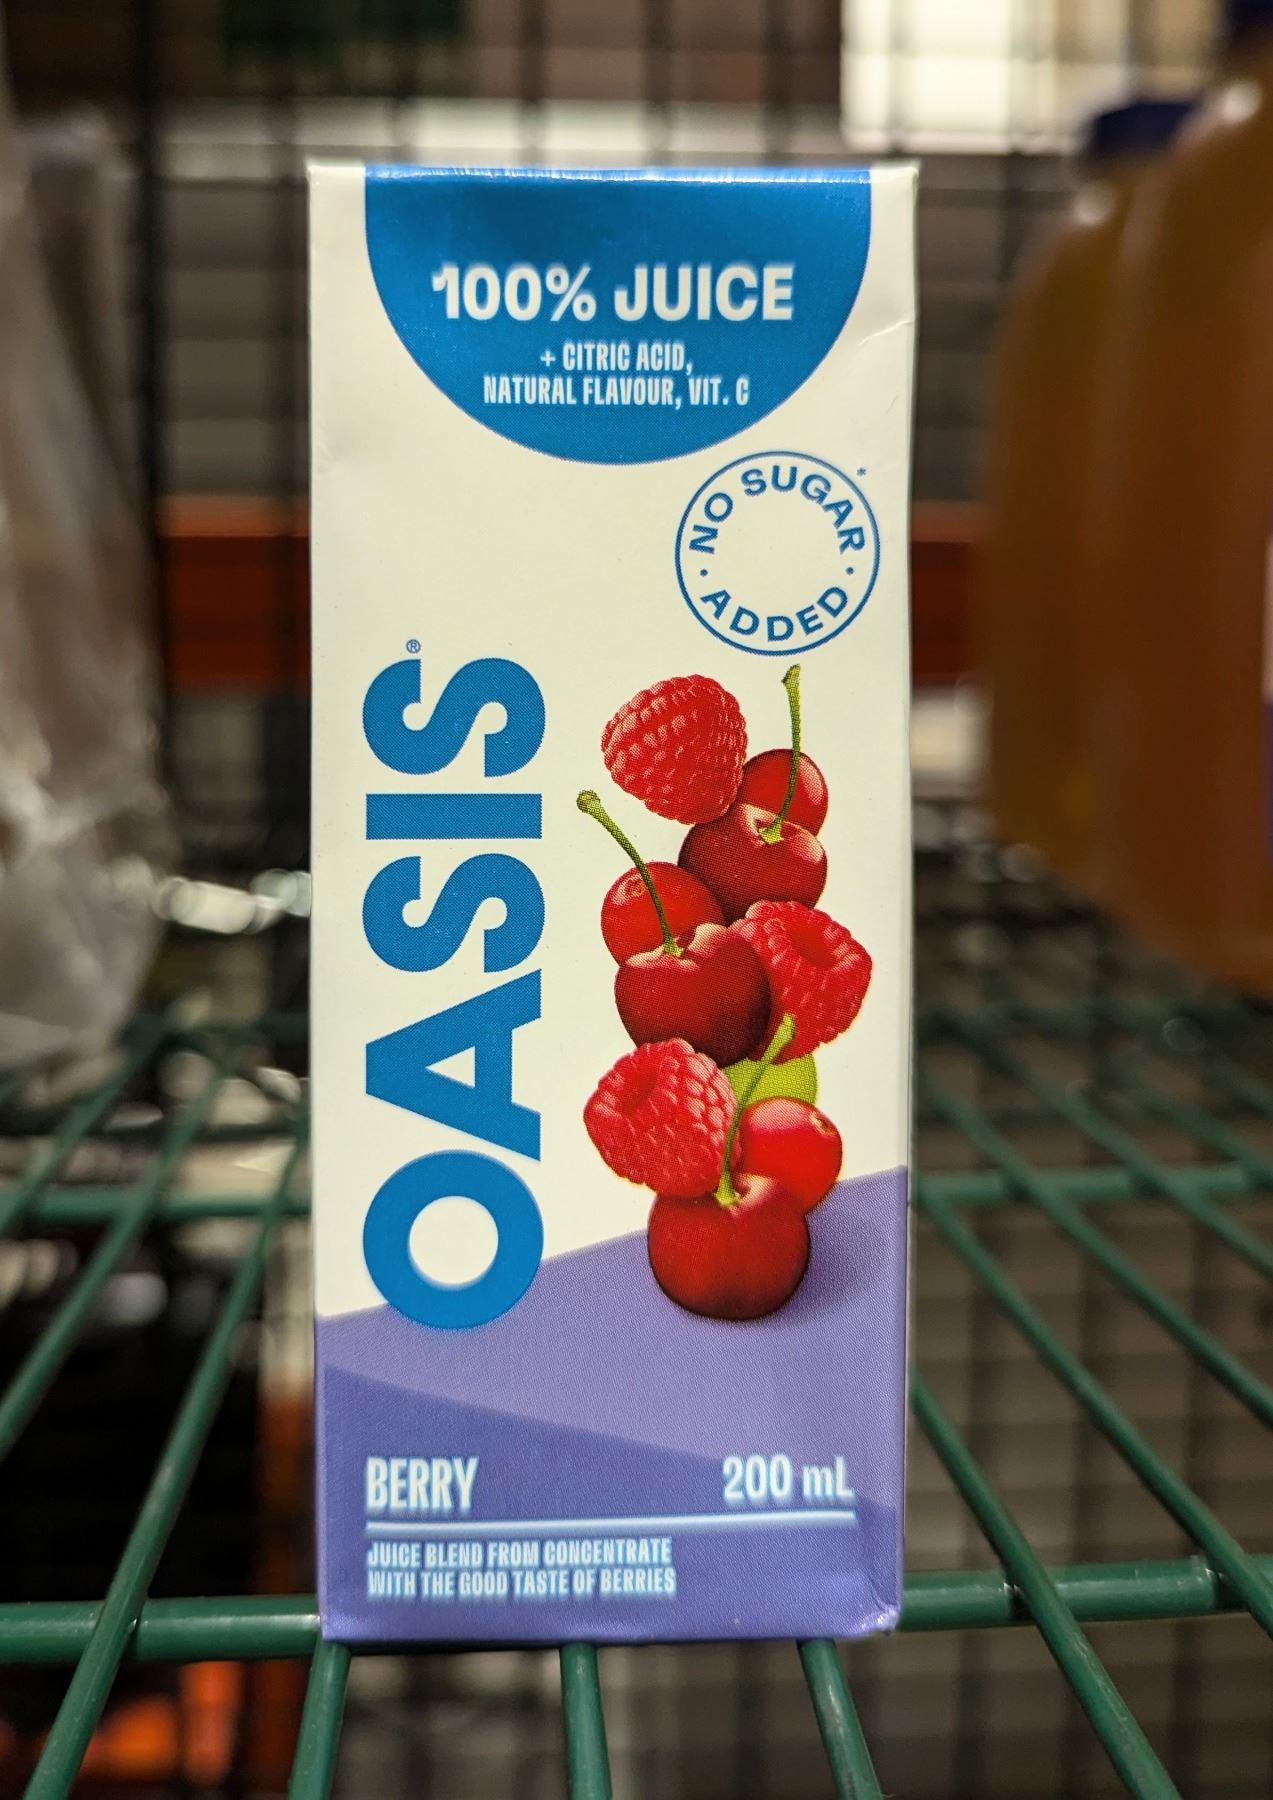 100% JUICE
+ CITRIC ACID,
NATURAL FLAVOUR, VIT. C
NO SUGAR*
· ADDED ·
OASIS®
BERRY
200 mL
JUICE BLEND FROM CONCENTRATE
WITH THE GOOD TASTE OF BERRIES